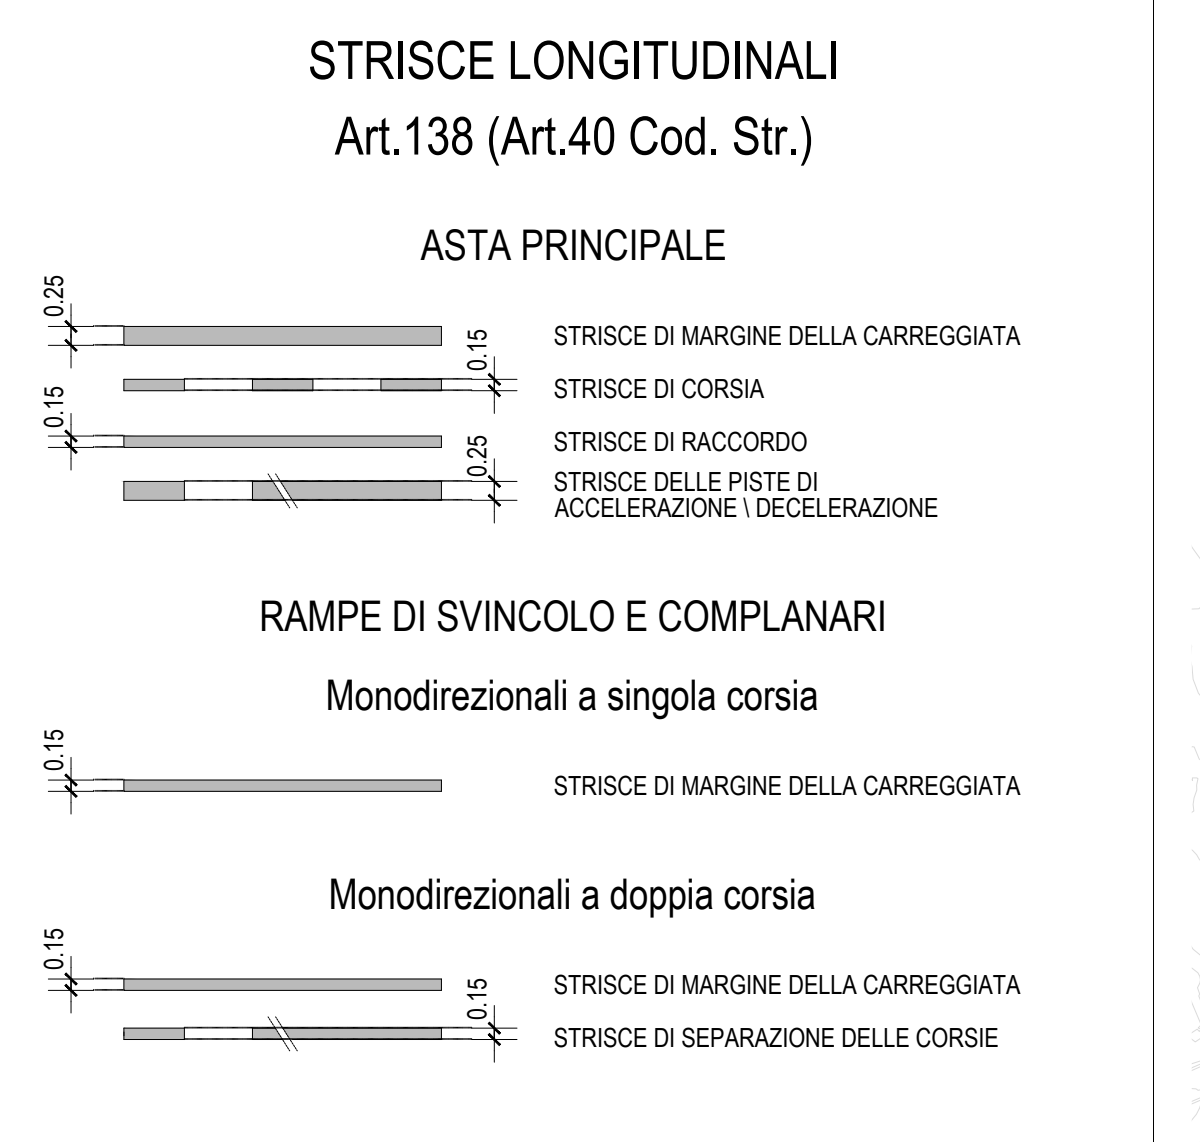 STRISCE LONGITUDINALI
Art.138 (Art.40 Cod. Str.)
ASTA PRINCIPALE
0.25
STRISCE DI MARGINE DELLA CARREGGIATA
0.15
STRISCE DI CORSIA
0.15
STRISCE DI RACCORDO
0.25
STRISCE DELLE PISTE DI
ACCELERAZIONE \ DECELERAZIONE
RAMPE DI SVINCOLO E COMPLANARI
Monodirezionali a singola corsia
0.15
STRISCE DI MARGINE DELLA CARREGGIATA
Monodirezionali a doppia corsia
0.15
STRISCE DI MARGINE DELLA CARREGGIATA
0.15
STRISCE DI SEPARAZIONE DELLE CORSIE